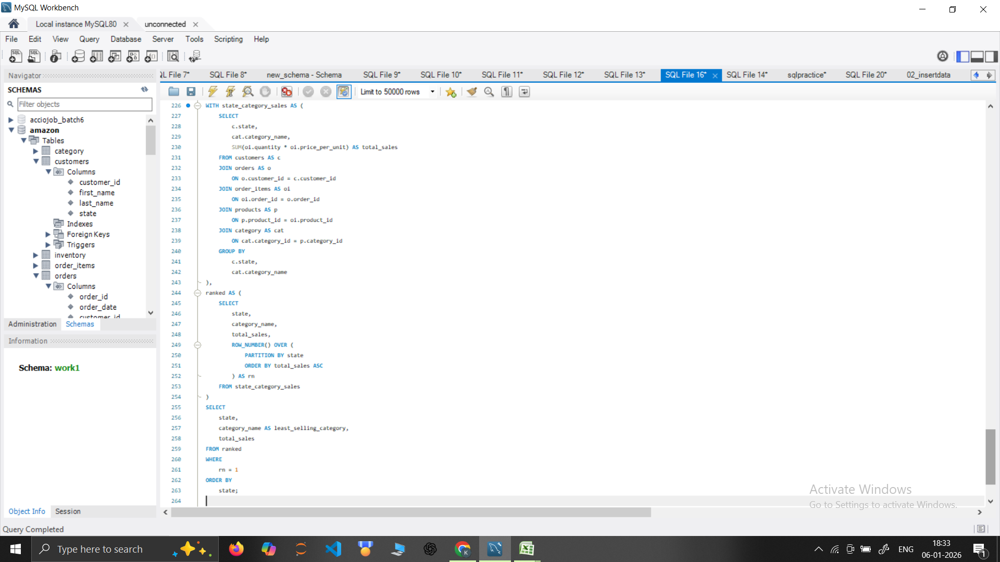 MySQL Workbench
Local instance MySQL80
unconnected
File Edit View Query Database Server Tools Scripting Help
Navigator
SCHEMAS
Filter objects
acciojob_batch6
amazon
Tables
category
customers
Columns
customer_id
first_name
last_name
state
Indexes
Foreign Keys
Triggers
inventory
order_items
orders
Columns
order_id
order_date
customer_id
Administration Schemas
Information
Schema: work1
Object Info Session
Query Completed
QL File 7* SQL File 8* new_schema - Schema SQL File 9* SQL File 10* SQL File 11* SQL File 12* SQL File 13* SQL File 16* SQL File 14* sqlpractice* SQL File 20* 02_insertdata
Limit to 50000 rows
226 WITH state_category_sales AS (
227 SELECT
228 c.state,
229 cat.category_name,
230 SUM(oi.quantity * oi.price_per_unit) AS total_sales
231 FROM customers AS c
232 JOIN orders AS o
233 ON o.customer_id = c.customer_id
234 JOIN order_items AS oi
235 ON oi.order_id = o.order_id
236 JOIN products AS p
237 ON p.product_id = oi.product_id
238 JOIN category AS cat
239 ON cat.category_id = p.category_id
240 GROUP BY
241 c.state,
242 cat.category_name
243 ),
244 ranked AS (
245 SELECT
246 state,
247 category_name,
248 total_sales,
249 ROW_NUMBER() OVER (
250 PARTITION BY state
251 ORDER BY total_sales ASC
252 ) AS rn
253 FROM state_category_sales
254 )
255 SELECT
256 state,
257 category_name AS least_selling_category,
258 total_sales
259 FROM ranked
260 WHERE
261 rn = 1
262 ORDER BY
263 state;
264
Activate Windows
Go to Settings to activate Windows.
Type here to search
ENG
18:33
06-01-2026
1